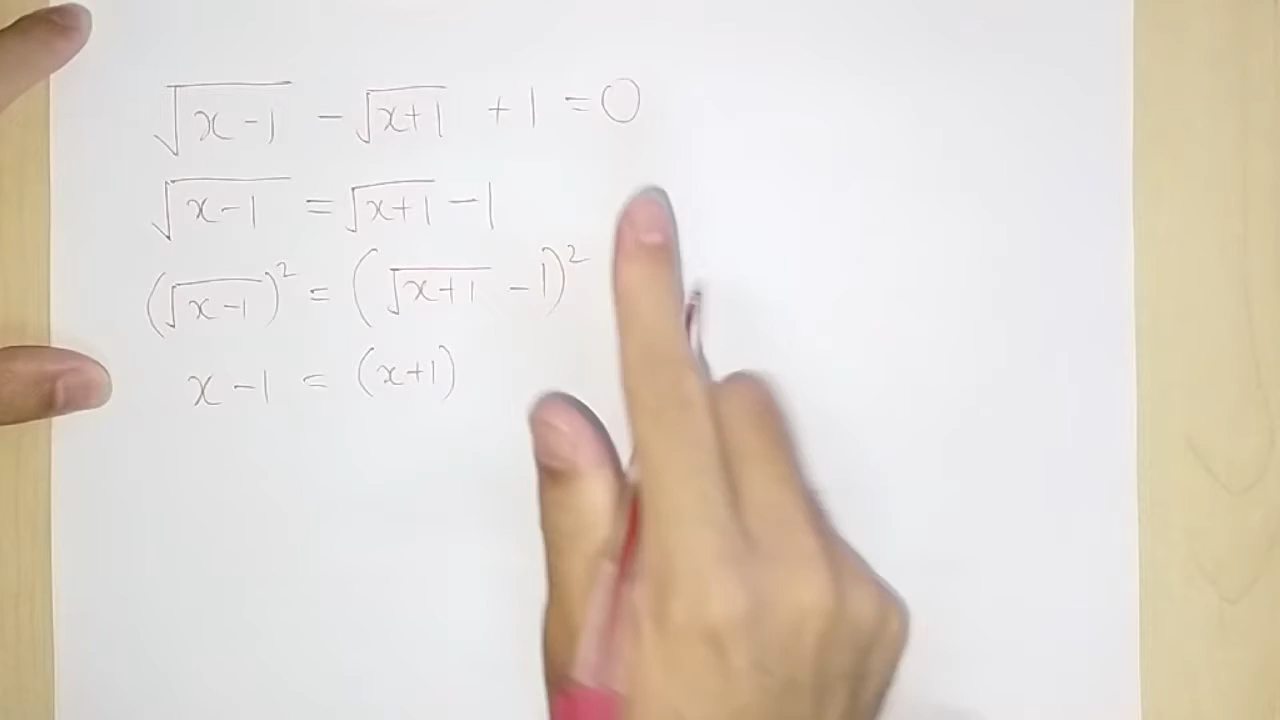 √(x-1) - √(x+1) + 1 = 0
√(x-1) = √(x+1) - 1
(√(x-1))² = (√(x+1) - 1)²
x - 1 = (x+1)